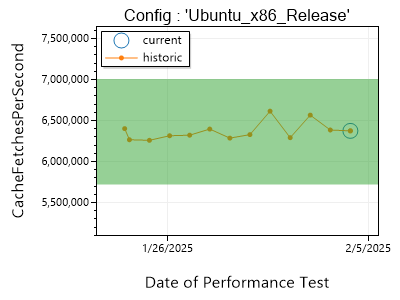 Config : 'Ubuntu_x86_Release'
current
historic
CacheFetchesPerSecond
7,500,000
7,000,000
6,500,000
6,000,000
5,500,000
1/26/2025
2/5/2025
Date of Performance Test